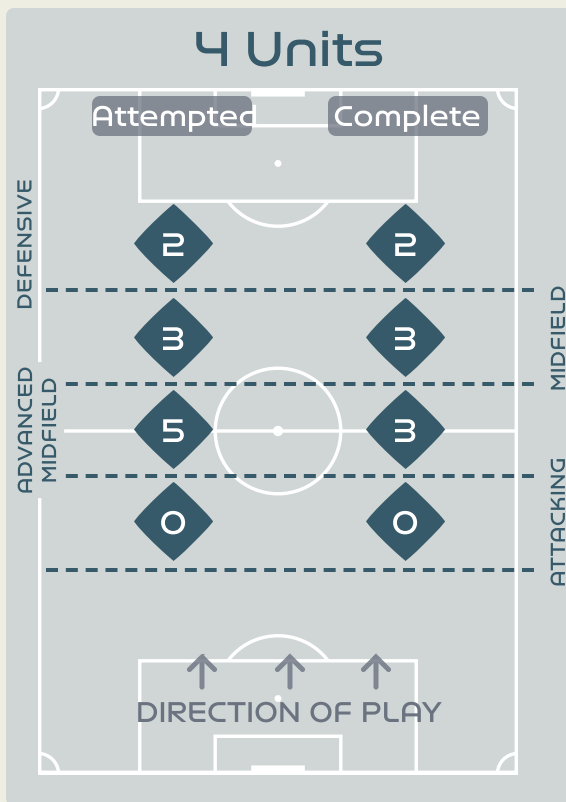 4 Units
Attempted Complete
DEFENSIVE
2 2
MIDFIELD
3 3
ADVANCED
MIDFIELD
5 3
ATTACKING
0 0
DIRECTION OF PLAY